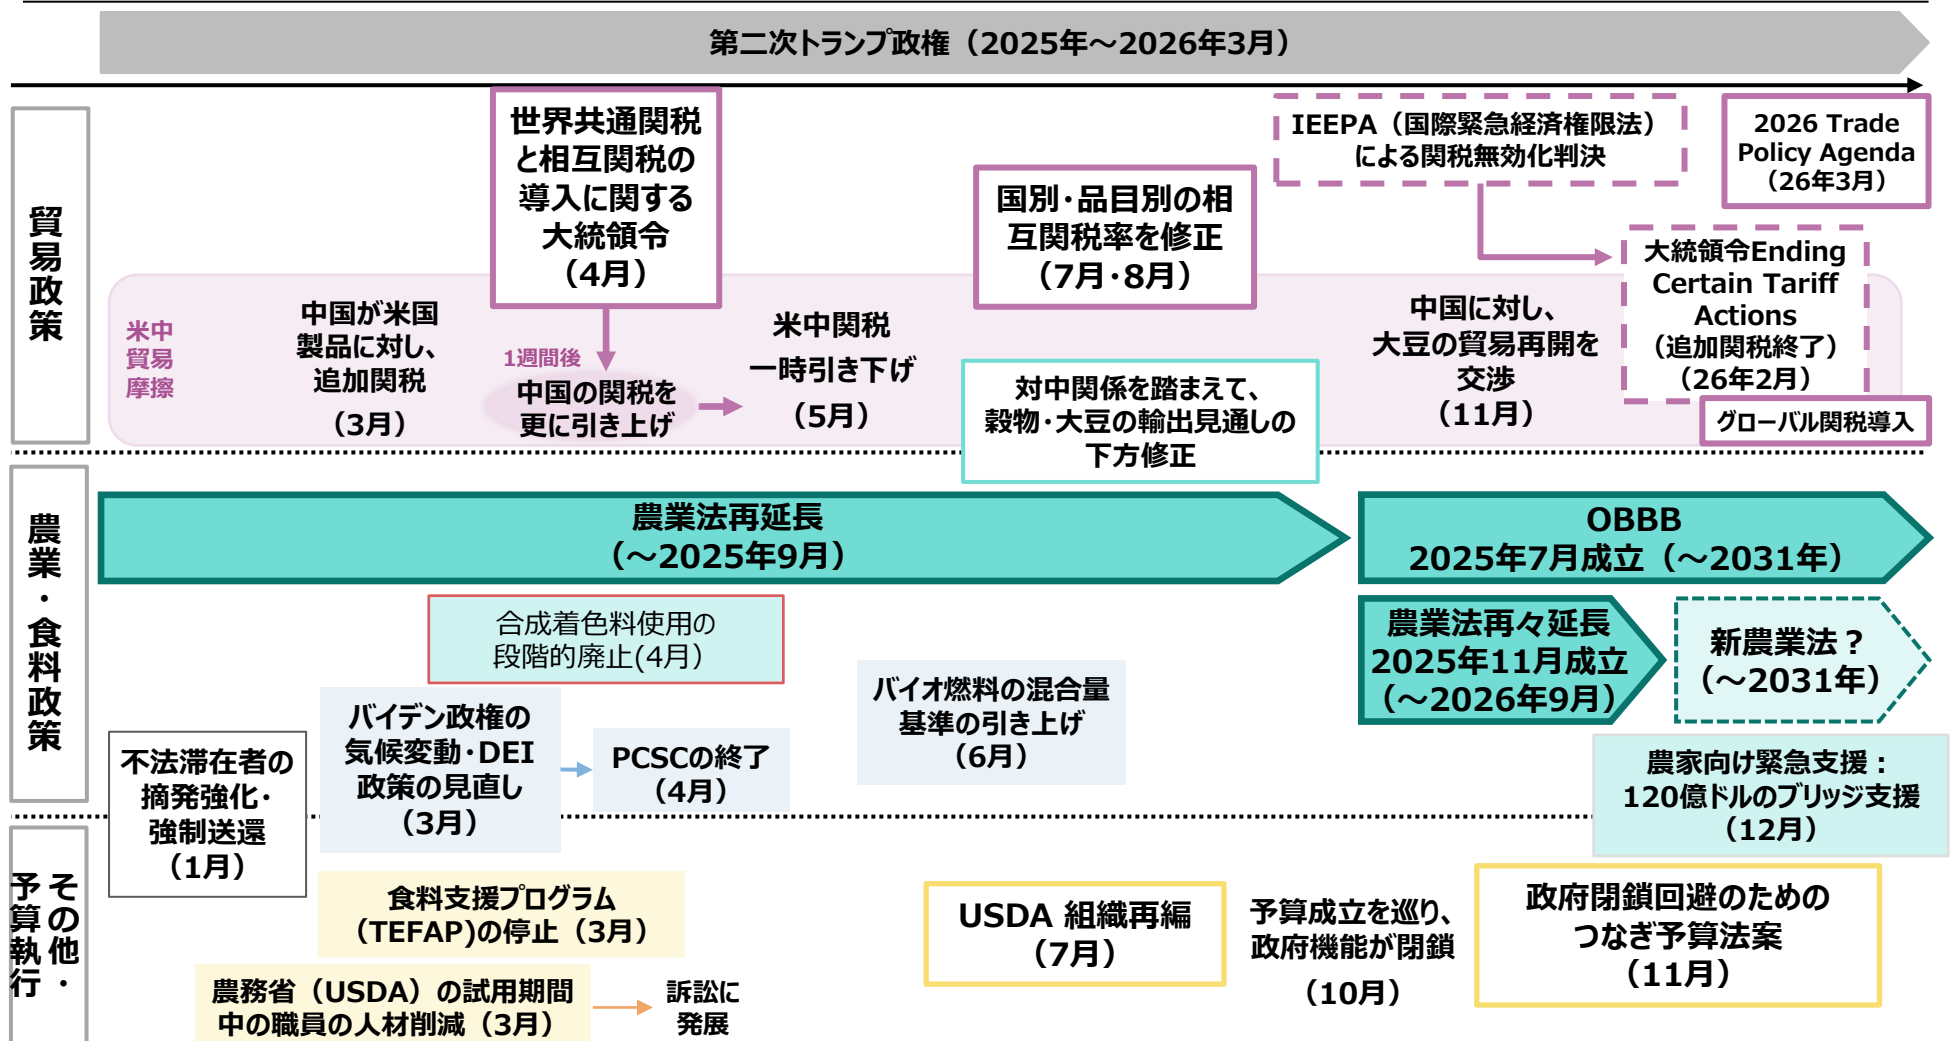 第二次トランプ政権（2025年～2026年3月）
貿易政策
世界共通関税
と相互関税の
導入に関する
大統領令
（4月）
国別・品目別の相
互関税率を修正
（7月・8月）
IEEPA（国際緊急経済権限法）
による関税無効化判決
2026 Trade
Policy Agenda
（26年3月）
大統領令Ending
Certain Tariff
Actions
（追加関税終了）
（26年2月）
グローバル関税導入
米中
貿易
摩擦
中国が米国
製品に対し、
追加関税
（3月）
1週間後
中国の関税を
更に引き上げ
米中関税
一時引き下げ
（5月）
対中関係を踏まえて、
穀物・大豆の輸出見通しの
下方修正
中国に対し、
大豆の貿易再開を
交渉
（11月）
農業・食料政策
農業法再延長
（～2025年9月）
OBBB
2025年7月成立（～2031年）
農業法再々延長
2025年11月成立
（～2026年9月）
新農業法？
（～2031年）
合成着色料使用の
段階的廃止(4月）
バイデン政権の
気候変動・DEI
政策の見直し
（3月）
PCSCの終了
（4月）
バイオ燃料の混合量
基準の引き上げ
（6月）
不法滞在者の
摘発強化・
強制送還
（1月）
農家向け緊急支援：
120億ドルのブリッジ支援
（12月）
その他・
予算執行
食料支援プログラム
（TEFAP)の停止（3月）
農務省（USDA）の試用期間
中の職員の人材削減（3月）
訴訟に
発展
USDA 組織再編
（7月）
予算成立を巡り、
政府機能が閉鎖
（10月）
政府閉鎖回避のための
つなぎ予算法案
（11月）